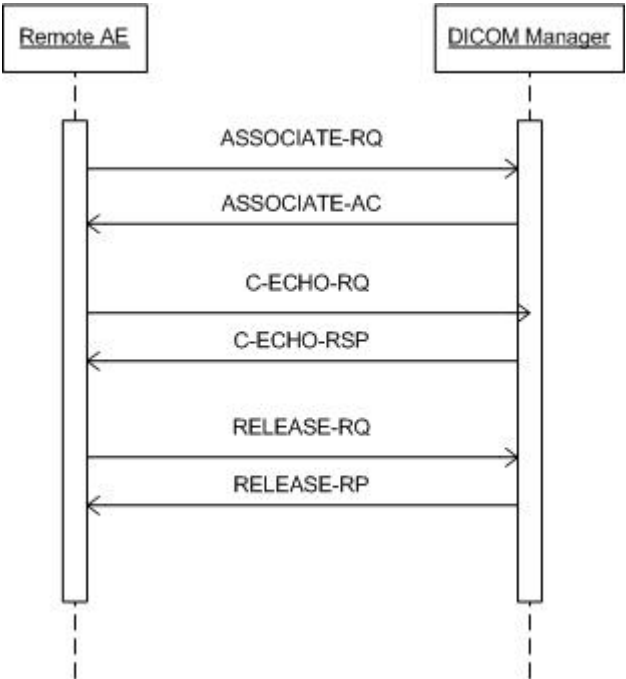 Remote AE
DICOM Manager
ASSOCIATE-RQ
ASSOCIATE-AC
C-ECHO-RQ
C-ECHO-RSP
RELEASE-RQ
RELEASE-RP